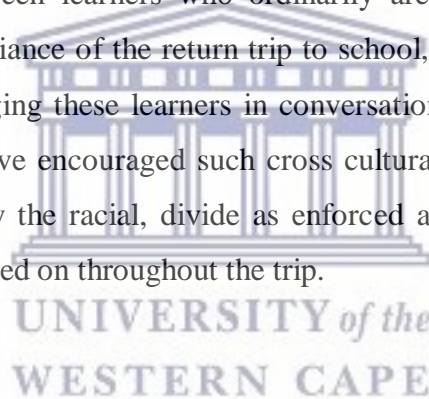 een learners who ordinarily are
iance of the return trip to school,
ging these learners in conversation
ve encouraged such cross cultura
y the racial, divide as enforced a
ed on throughout the trip.
UNIVERSITY of the
WESTERN CAPE